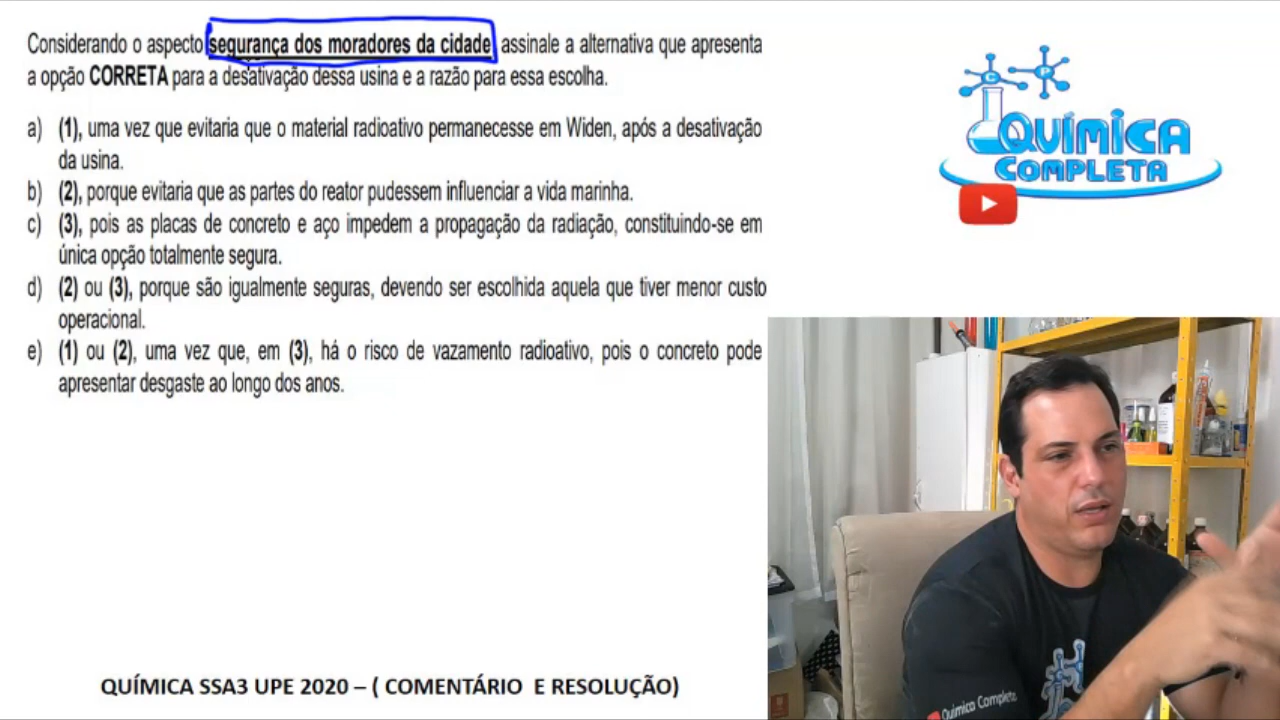 Considerando o aspecto segurança dos moradores da cidade, assinale a alternativa que apresenta
a opção CORRETA para a desativação dessa usina e a razão para essa escolha.
a) (1), uma vez que evitaria que o material radioativo permanecesse em Widen, após a desativação
da usina.
b) (2), porque evitaria que as partes do reator pudessem influenciar a vida marinha.
c) (3), pois as placas de concreto e aço impedem a propagação da radiação, constituindo-se em
única opção totalmente segura.
d) (2) ou (3), porque são igualmente seguras, devendo ser escolhida aquela que tiver menor custo
operacional.
e) (1) ou (2), uma vez que, em (3), há o risco de vazamento radioativo, pois o concreto pode
apresentar desgaste ao longo dos anos.
C P
QUÍMICA
COMPLETA
Química Completa
QUÍMICA SSA3 UPE 2020 – ( COMENTÁRIO E RESOLUÇÃO)